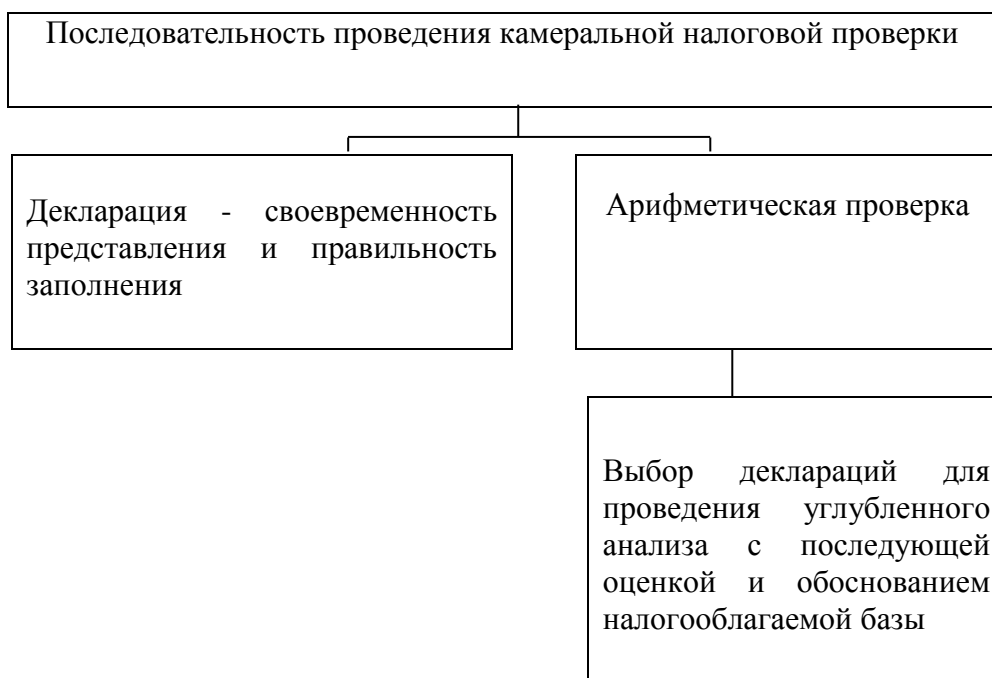 Последовательность проведения камеральной налоговой проверки
Декларация - своевременность
представления и правильность
заполнения
Арифметическая проверка
Выбор деклараций для
проведения углубленного
анализа с последующей
оценкой и обоснованием
налогооблагаемой базы